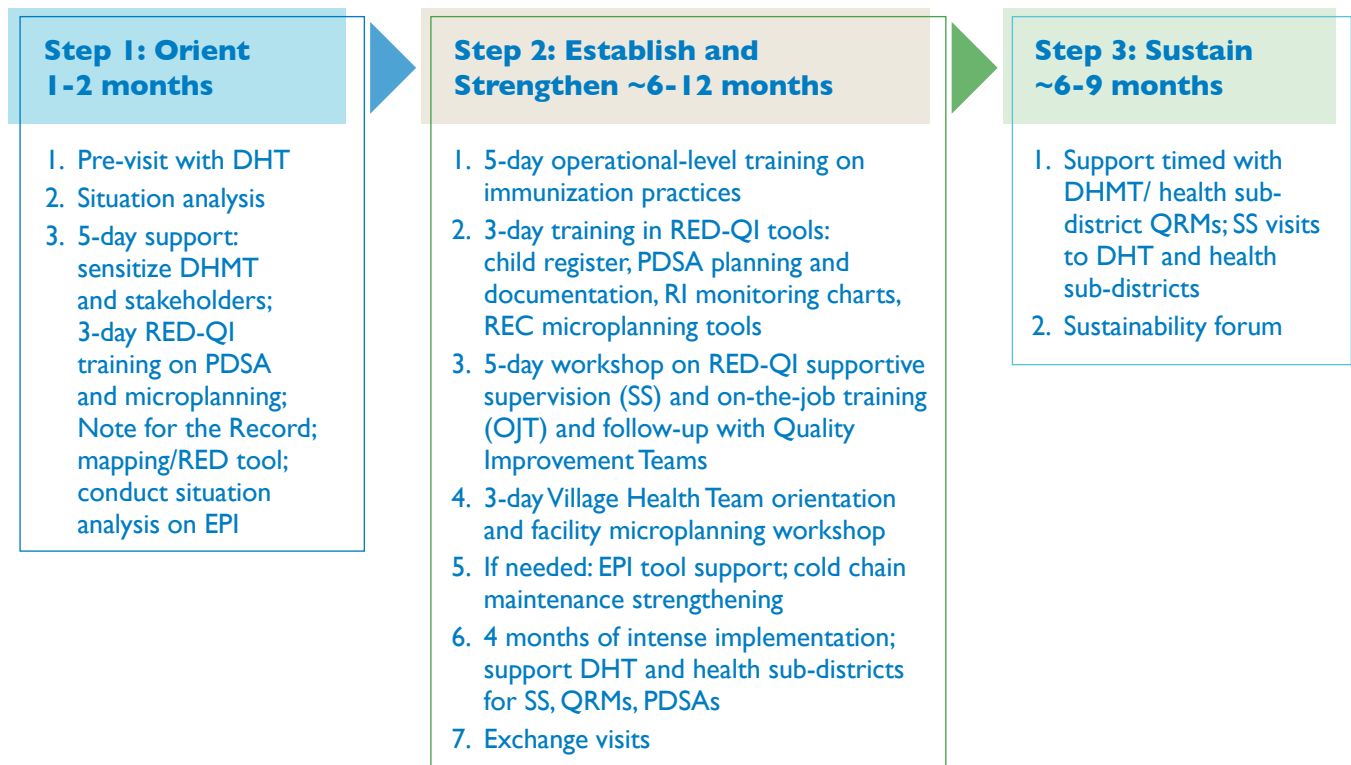 Step 1: Orient
1-2 months
1. Pre-visit with DHT
2. Situation analysis
3. 5-day support:
sensitize DHMT
and stakeholders;
3-day RED-QI
training on PDSA
and microplanning;
Note for the Record;
mapping/RED tool;
conduct situation
analysis on EPI
Step 2: Establish and
Strengthen ~6-12 months
1. 5-day operational-level training on
immunization practices
2. 3-day training in RED-QI tools:
child register, PDSA planning and
documentation, RI monitoring charts,
REC microplanning tools
3. 5-day workshop on RED-QI supportive
supervision (SS) and on-the-job training
(OJT) and follow-up with Quality
Improvement Teams
4. 3-day Village Health Team orientation
and facility microplanning workshop
5. If needed: EPI tool support; cold chain
maintenance strengthening
6. 4 months of intense implementation;
support DHT and health sub-districts
for SS, QRMs, PDSAs
7. Exchange visits
Step 3: Sustain
~6-9 months
1. Support timed with
DHMT/ health sub-
district QRMs; SS visits
to DHT and health
sub-districts
2. Sustainability forum